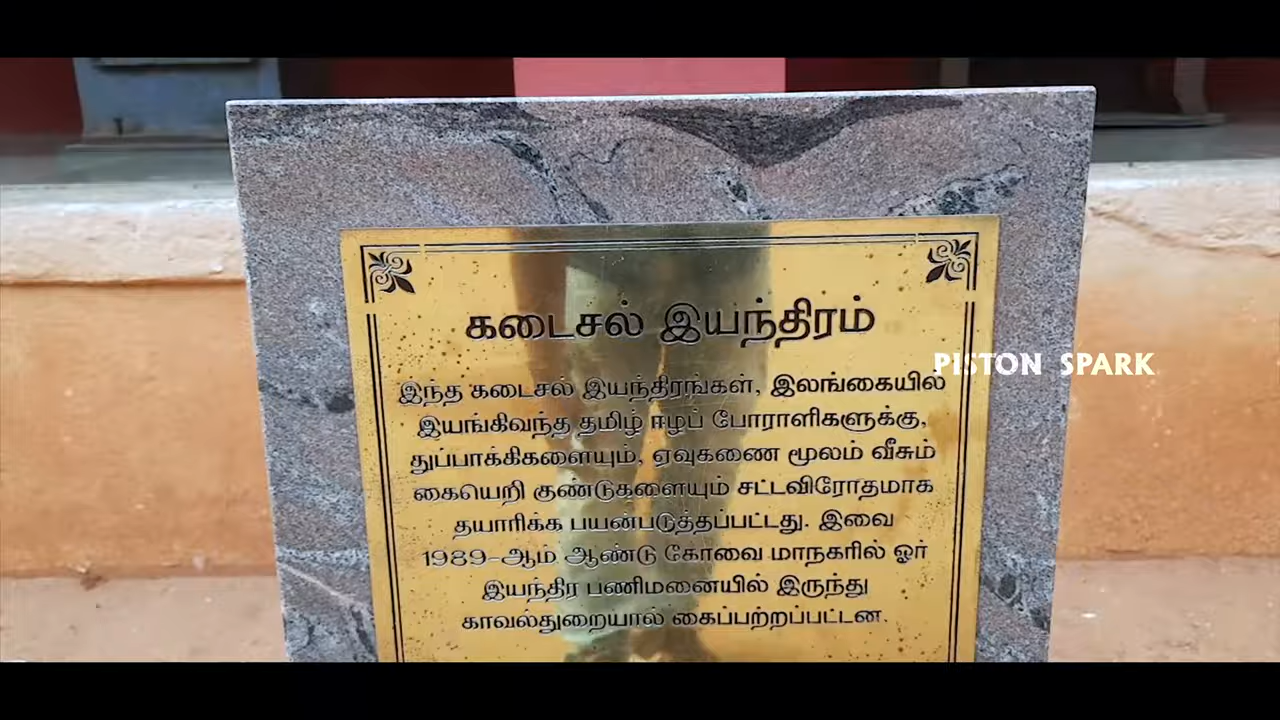 கடைசல் இயந்திரம்
இந்த கடைசல் இயந்திரங்கள், இலங்கையில்
இயங்கிவந்த தமிழ் ஈழப் போராளிகளுக்கு,
துப்பாக்கிகளையும், ஏவுகணை மூலம் வீசும்
கையெறி குண்டுகளையும் சட்டவிரோதமாக
தயாரிக்க பயன்படுத்தப்பட்டது. இவை
1989-ஆம் ஆண்டு கோவை மாநகரில் ஓர்
இயந்திர பணிமனையில் இருந்து
காவல்துறையால் கைப்பற்றப்பட்டன.
PISTON SPARK